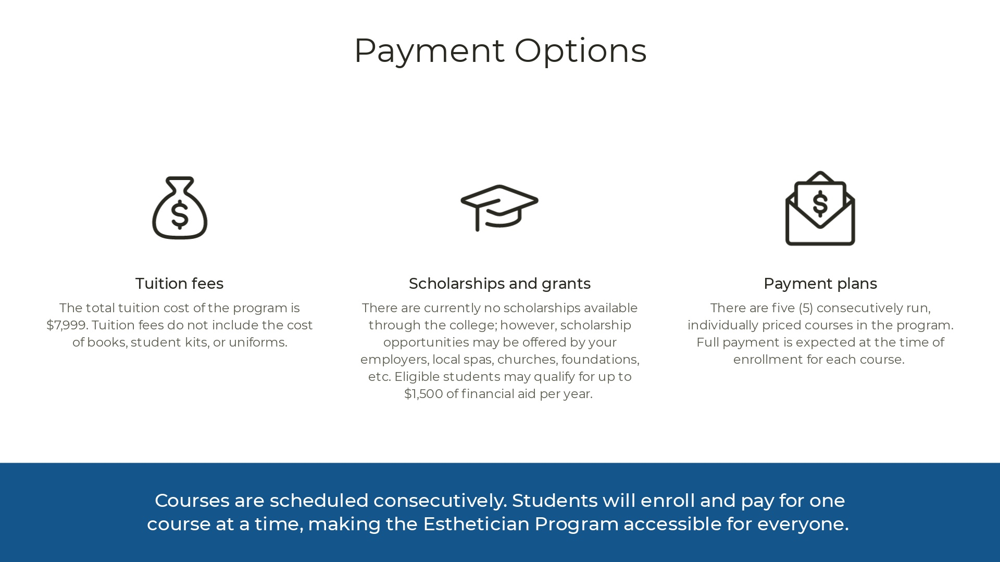 Payment Options
Tuition fees
The total tuition cost of the program is
$7,999. Tuition fees do not include the cost
of books, student kits, or uniforms.
Scholarships and grants
There are currently no scholarships available
through the college; however, scholarship
opportunities may be offered by your
employers, local spas, churches, foundations,
etc. Eligible students may qualify for up to
$1,500 of financial aid per year.
Payment plans
There are five (5) consecutively run,
individually priced courses in the program.
Full payment is expected at the time of
enrollment for each course.
Courses are scheduled consecutively. Students will enroll and pay for one
course at a time, making the Esthetician Program accessible for everyone.